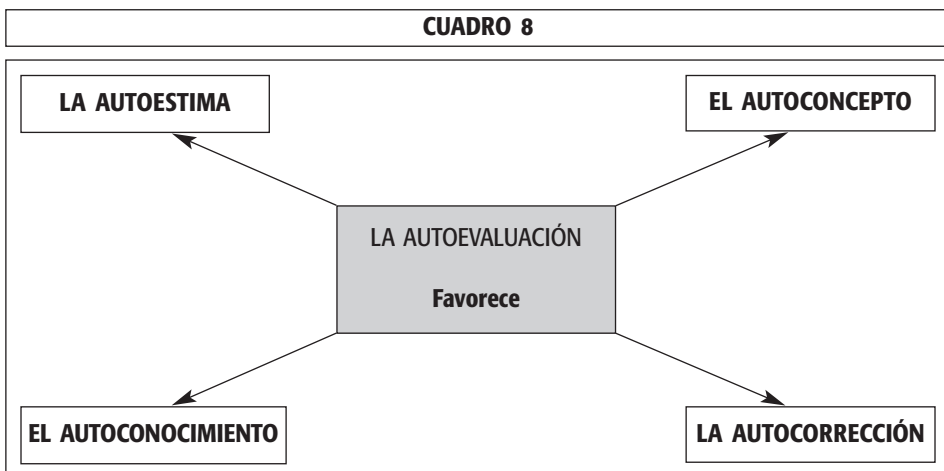 CUADRO 8
LA AUTOESTIMA
EL AUTOCONCEPTO
LA AUTOEVALUACIÓN
Favorece
EL AUTOCONOCIMIENTO
LA AUTOCORRECCIÓN